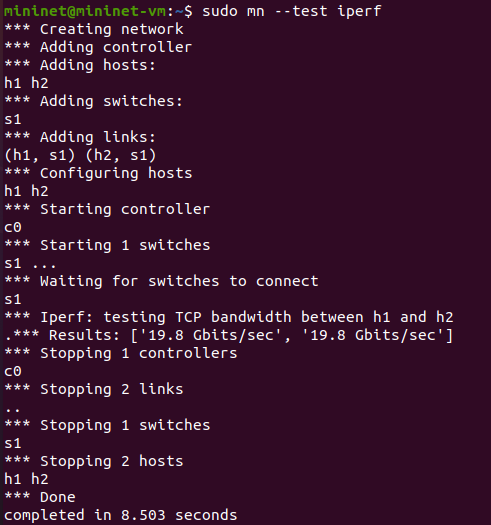 mininet@mininet-vm:~$ sudo mn --test iperf
*** Creating network
*** Adding controller
*** Adding hosts:
h1 h2
*** Adding switches:
s1
*** Adding links:
(h1, s1) (h2, s1)
*** Configuring hosts
h1 h2
*** Starting controller
c0
*** Starting 1 switches
s1 ...
*** Waiting for switches to connect
s1
*** Iperf: testing TCP bandwidth between h1 and h2
.*** Results: ['19.8 Gbits/sec', '19.8 Gbits/sec']
*** Stopping 1 controllers
c0
*** Stopping 2 links
..
*** Stopping 1 switches
s1
*** Stopping 2 hosts
h1 h2
*** Done
completed in 8.503 seconds